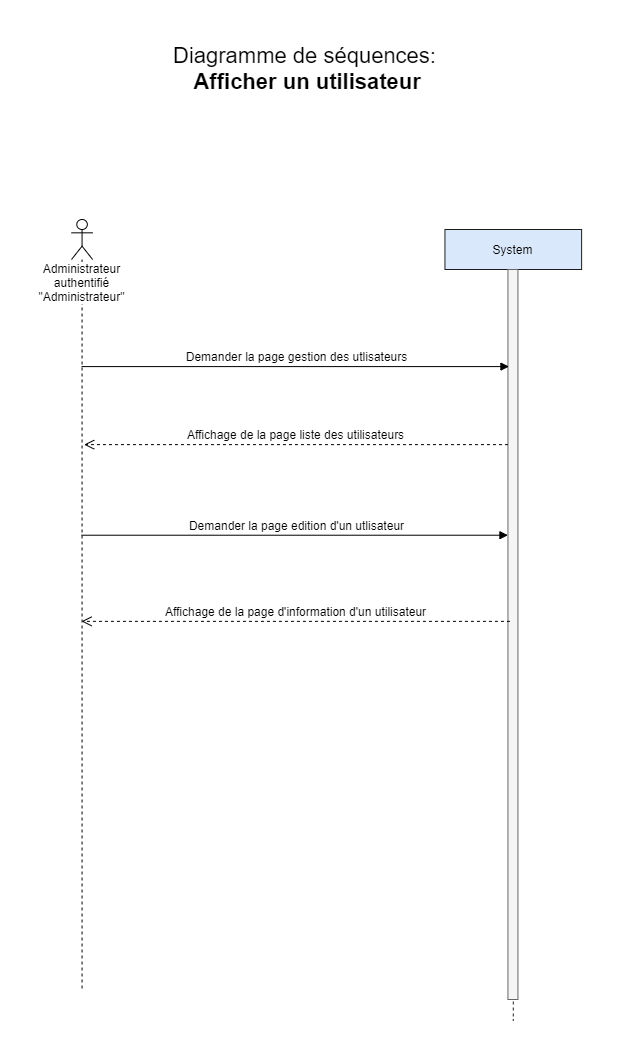 Diagramme de séquences:
Afficher un utilisateur
Administrateur
authentifié
"Administrateur"
System
Demander la page gestion des utlisateurs
Affichage de la page liste des utilisateurs
Demander la page edition d'un utlisateur
Affichage de la page d'information d'un utilisateur